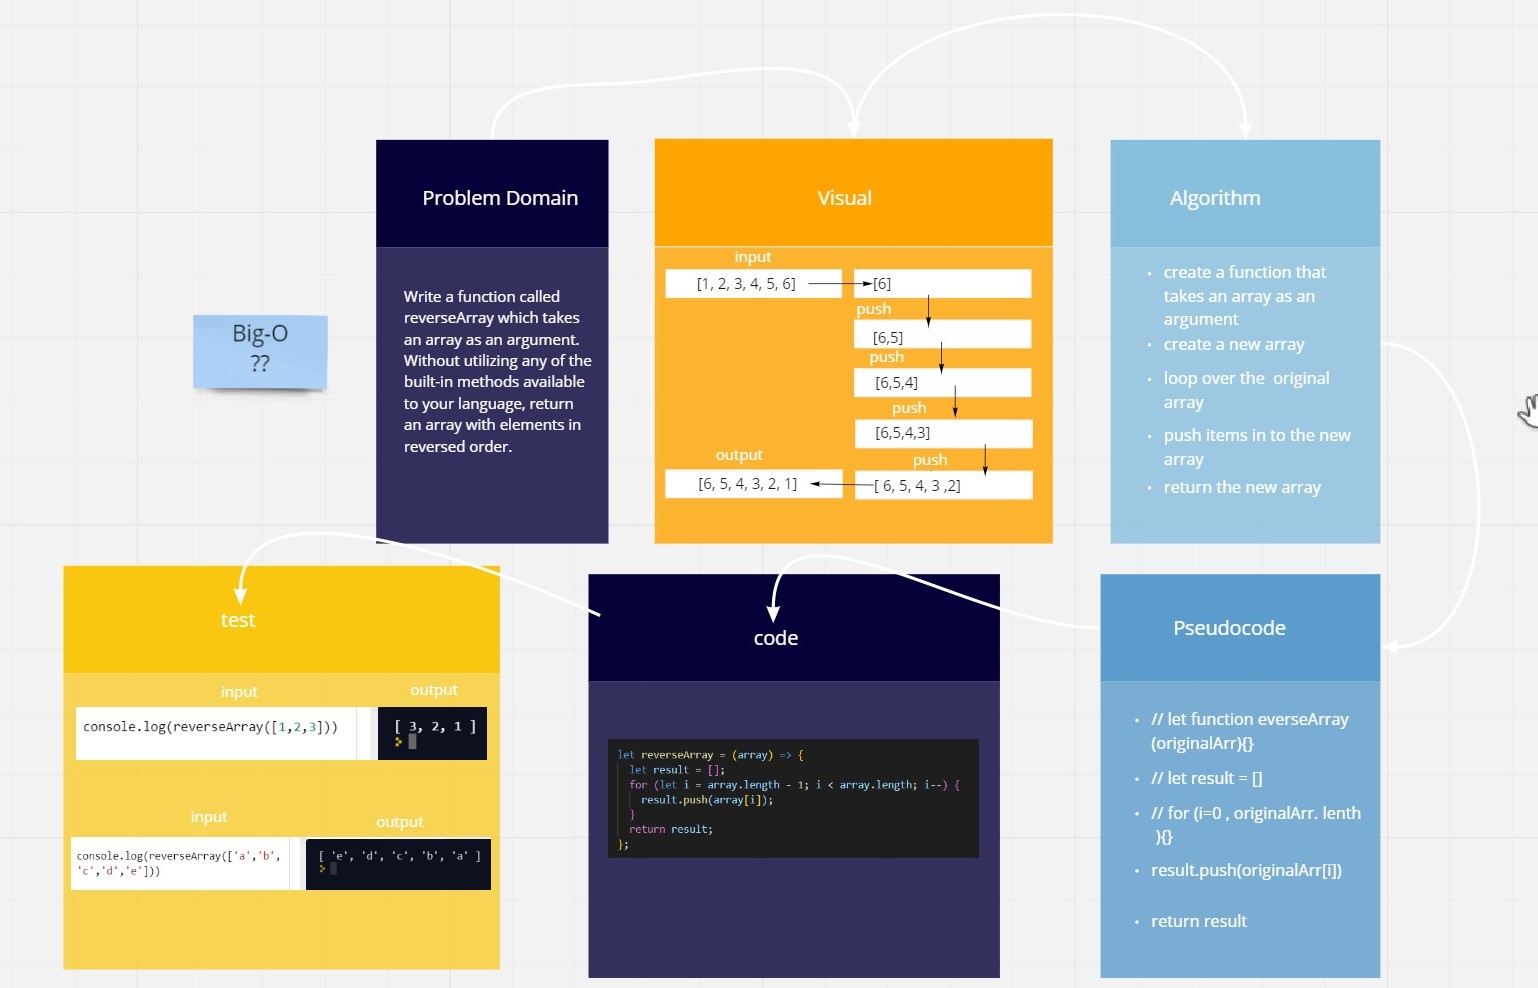 Big-O
??
Problem Domain
Write a function called
reverseArray which takes
an array as an argument.
Without utilizing any of the
built-in methods available
to your language, return
an array with elements in
reversed order.
Visual
input
[1, 2, 3, 4, 5, 6]
[6]
push
[6,5]
push
[6,5,4]
push
[6,5,4,3]
push
[ 6, 5, 4, 3 ,2]
output
[6, 5, 4, 3, 2, 1]
Algorithm
· create a function that
takes an array as an
argument
· create a new array
· loop over the  original
array
· push items in to the new
array
· return the new array
test
input
output
console.log(reverseArray([1,2,3]))
[ 3, 2, 1 ]
input
output
console.log(reverseArray(['a','b',
'c','d','e']))
[ 'e', 'd', 'c', 'b', 'a' ]
code
let reverseArray = (array) => {
let result = [];
for (let i = array.length - 1; i < array.length; i--) {
result.push(array[i]);
}
return result;
};
Pseudocode
· // let function everseArray
(originalArr){}
· // let result = []
· // for (i=0 , originalArr. lenth
){}
· result.push(originalArr[i])
· return result